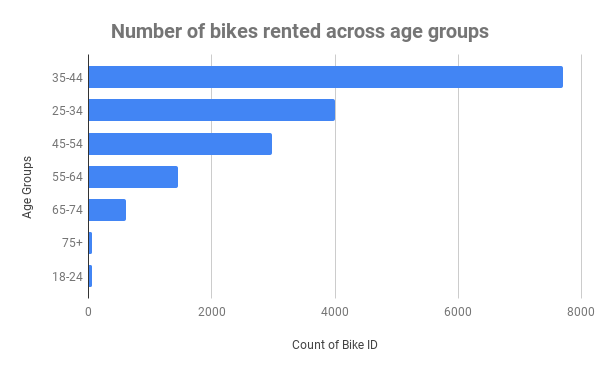 Number of bikes rented across age groups
Age Groups
35-44
25-34
45-54
55-64
65-74
75+
18-24
0 2000 4000 6000 8000
Count of Bike ID